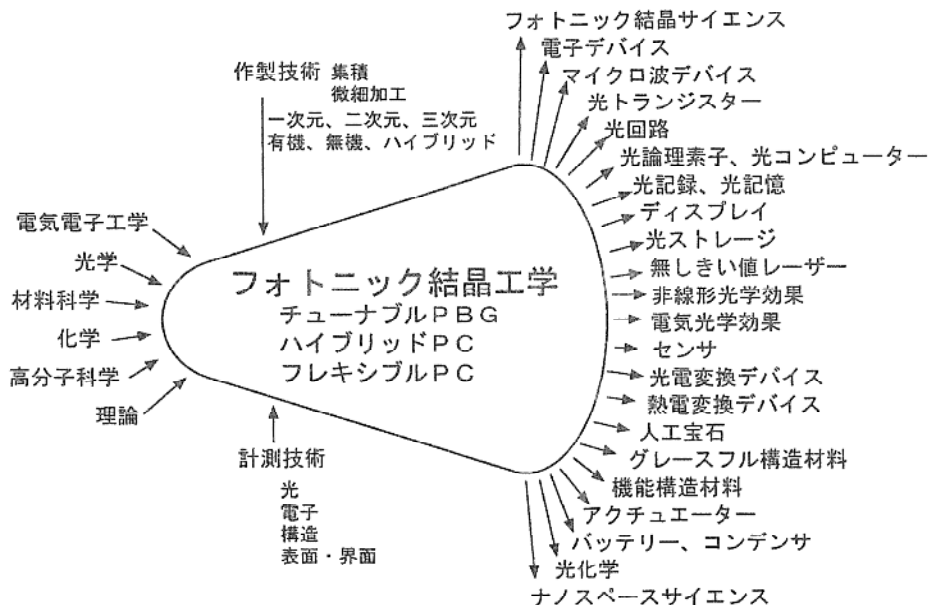 フォトニック結晶サイエンス
電子デバイス
マイクロ波デバイス
光トランジスター
光回路
光論理素子、光コンピューター
光記録、光記憶
ディスプレイ
光ストレージ
無しきい値レーザー
非線形光学効果
電気光学効果
センサ
光電変換デバイス
熱電変換デバイス
人工宝石
グレースフル構造材料
機能構造材料
アクチュエーター
バッテリー、コンデンサ
光化学
ナノスペースサイエンス
作製技術 集積
微細加工
一次元、二次元、三次元
有機、無機、ハイブリッド
電気電子工学
光学
材料科学
化学
高分子科学
理論
フォトニック結晶工学
チューナブルPBG
ハイブリッドPC
フレキシブルPC
計測技術
光
電子
構造
表面・界面